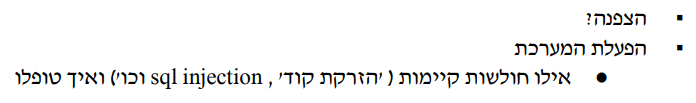 ▪ הצפנה?
▪ הפעלת המערכת
● אילו חולשות קיימות ( 'הזרקת קוד' , sql injection וכו') ואיך טופלו